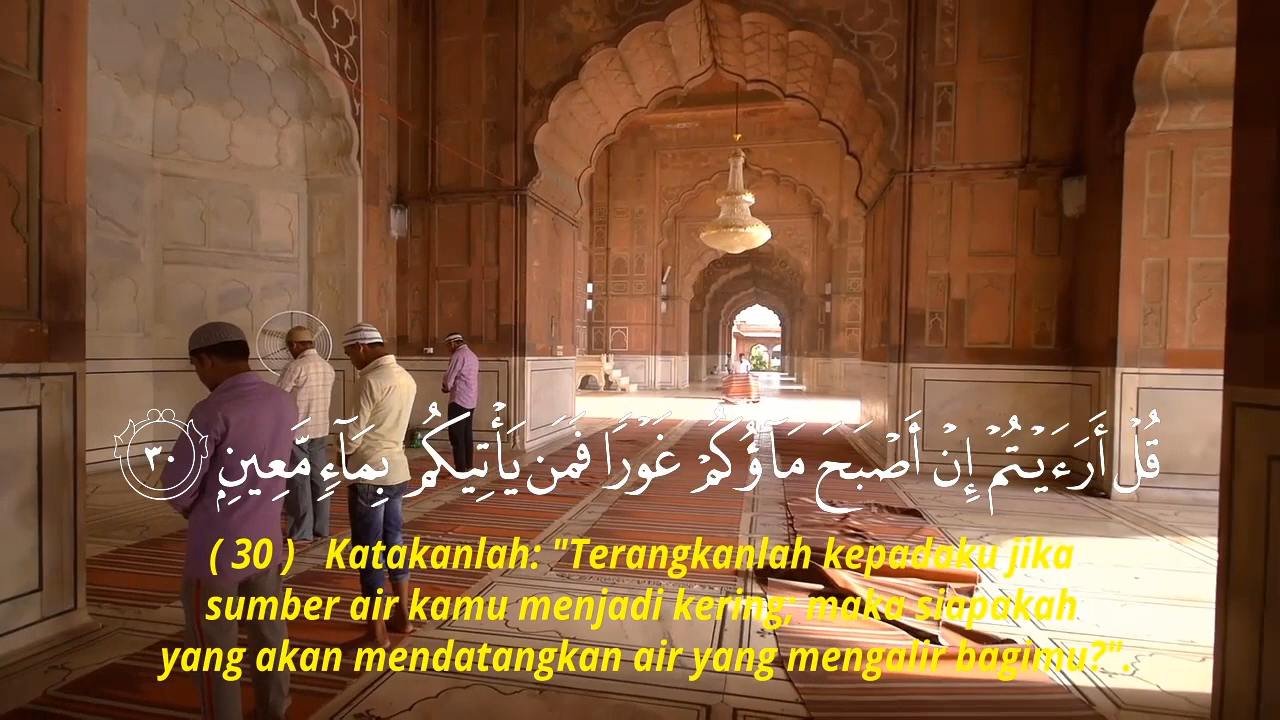 قُلْ أَرَءَيْتُمْ إِنْ أَصْبَحَ مَآؤُكُمْ غَوْرًا فَمَن يَأْتِيكُم بِمَآءٍ مَّعِينٍۭ ٣٠
( 30 ) Katakanlah: "Terangkanlah kepadaku jika
sumber air kamu menjadi kering; maka siapakah
yang akan mendatangkan air yang mengalir bagimu?".